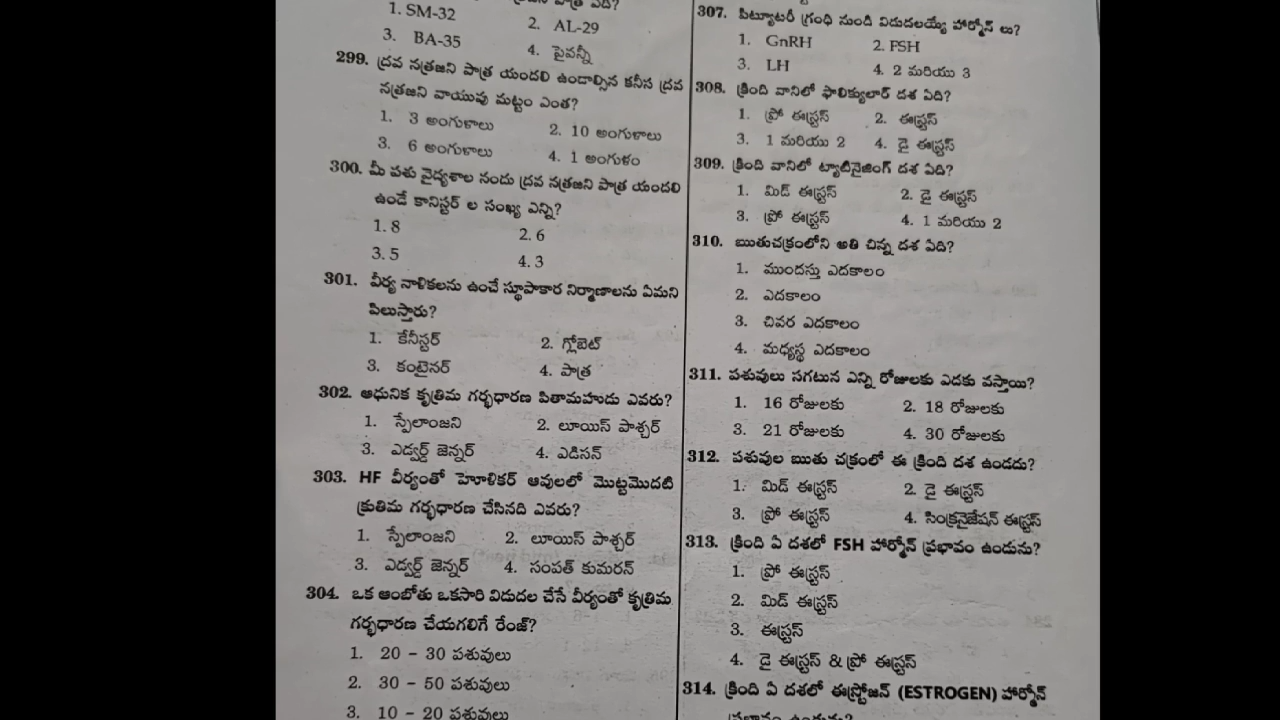 ఏది?
1. SM-32
2. AL-29
3. BA-35
4. పైవన్నీ
299. ద్రవ నత్రజని పాత్ర యందలి ఉండాల్సిన కనీస ద్రవ
నత్రజని వాయువు మట్టం ఎంత?
1. 3 అంగుళాలు
2. 10 అంగుళాలు
3. 6 అంగుళాలు
4. 1 అంగుళం
300. మీ పశు వైద్యశాల నందు ద్రవ నత్రజని పాత్ర యందలి
ఉండే కానిస్టర్ ల సంఖ్య ఎన్ని?
1. 8
2. 6
3. 5
4. 3
301. వీర్య నాళికలను ఉంచే స్థూపాకార నిర్మాణాలను ఏమని
పిలుస్తారు?
1. కేనీస్టర్
2. గ్లోబెట్
3. కంటైనర్
4. పాత్ర
302. ఆధునిక కృత్రిమ గర్భధారణ పితామహుడు ఎవరు?
1. స్పేలాంజని
2. లూయిస్ పాశ్చర్
3. ఎడ్వర్డ్ జెన్నర్
4. ఎడిసన్
303. HF వీర్యంతో హెూళికర్ ఆవులలో మొట్టమొదటి
క్రుతిమ గర్భధారణ చేసినది ఎవరు?
1. స్పేలాంజని
2. లూయిస్ పాశ్చర్
3. ఎడ్వర్డ్ జెన్నర్
4. సంపత్ కుమరన్
304. ఒక ఆంబోతు ఒకసారి విడుదల చేసే వీర్యంతో కృత్రిమ
గర్భధారణ చేయగలిగే రేంజ్?
1. 20 - 30 పశువులు
2. 30 - 50 పశువులు
3. 10 - 20 పశువులు
307. పిట్యూటరీ గ్రంధి నుండి విడుదలయ్యే హార్మోన్ లు?
1. GnRH
2. FSH
3. LH
4. 2 మరియు 3
308. క్రింది వానిలో ఫాలిక్యులార్ దశ ఏది?
1. ప్రో ఈస్ట్రస్
2. ఈస్ట్రస్
3. 1 మరియు 2
4. డై ఈస్ట్రస్
309. క్రింది వానిలో ట్యాటినైజింగ్ దశ ఏది?
1. మిడ్ ఈస్ట్రస్
2. డై ఈస్ట్రస్
3. ప్రో ఈస్ట్రస్
4. 1 మరియు 2
310. ఋతుచక్రంలోని అతి చిన్న దశ ఏది?
1. ముందస్తు ఎదకాలం
2. ఎదకాలం
3. చివర ఎదకాలం
4. మధ్యస్థ ఎదకాలం
311. పశువులు సగటున ఎన్ని రోజులకు ఎదకు వస్తాయి?
1. 16 రోజులకు
2. 18 రోజులకు
3. 21 రోజులకు
4. 30 రోజులకు
312. పశువుల ఋతు చక్రంలో ఈ క్రింది దశ ఉండదు?
1. మిడ్ ఈస్ట్రస్
2. డై ఈస్ట్రస్
3. ప్రో ఈస్ట్రస్
4. సింక్రనైజేషన్ ఈస్ట్రస్
313. క్రింది ఏ దశలో FSH హార్మోన్ ప్రభావం ఉండును?
1. ప్రో ఈస్ట్రస్
2. మిడ్ ఈస్ట్రస్
3. ఈస్ట్రస్
4. డై ఈస్ట్రస్ & ప్రో ఈస్ట్రస్
314. క్రింది ఏ దశలో ఈస్ట్రోజన్ (ESTROGEN) హార్మోన్